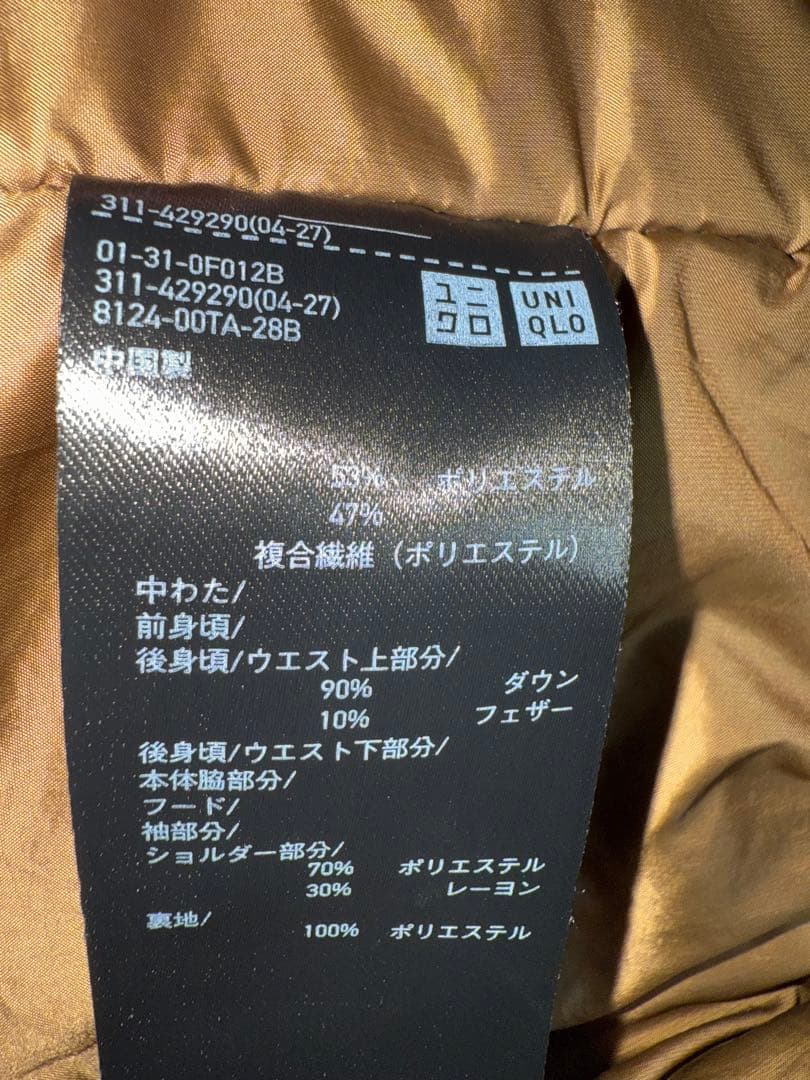 311-429290(04-27)
01-31-0F012B
311-429290(04-27)
8124-00TA-28B
ユニ
クロ
UNI
QLO
中国製
53% ポリエステル
47%
複合繊維 (ポリエステル)
中わた/
前身頃/
後身頃/ウエスト上部分/
90% ダウン
10% フェザー
後身頃/ウエスト下部分/
本体脇部分/
フード/
袖部分/
ショルダー部分/
70% ポリエステル
30% レーヨン
裏地/
100% ポリエステル